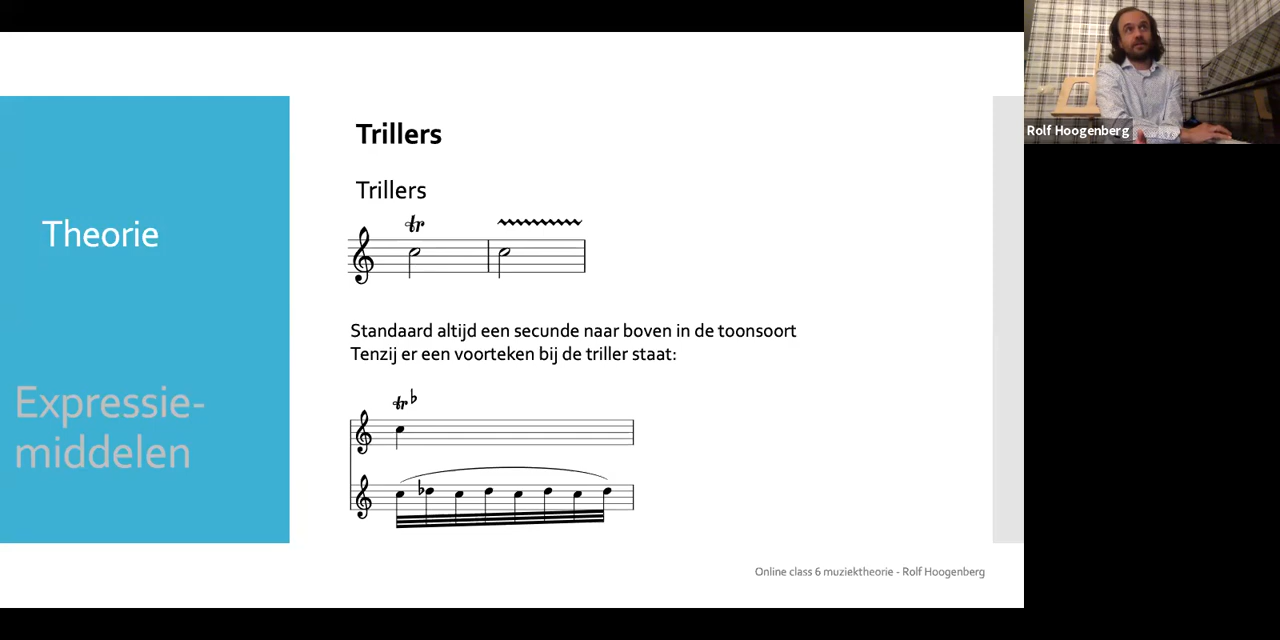 Theorie
Expressie-
middelen
Trillers
Trillers
tr
Standaard altijd een secunde naar boven in de toonsoort
Tenzij er een voorteken bij de triller staat:
tr♭
Online class 6 muziektheorie - Rolf Hoogenberg
Rolf Hoogenberg